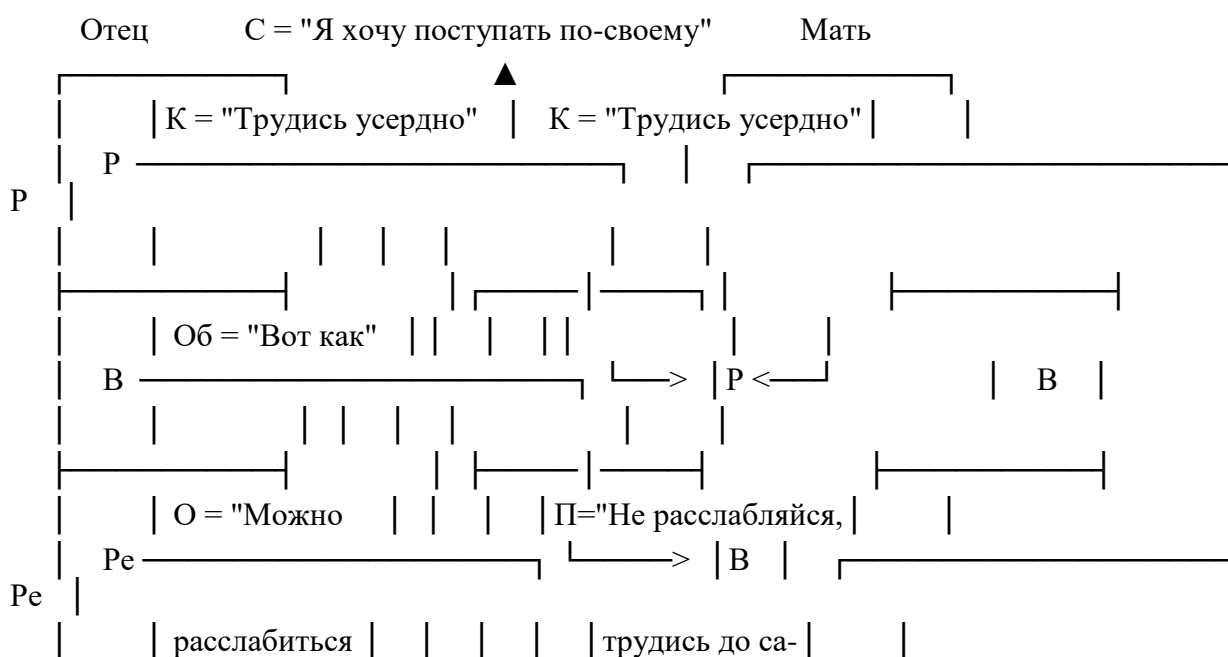 Отец С = "Я хочу поступать по-своему" Мать
К = "Трудись усердно" К = "Трудись усердно"
Р
Р
Об = "Вот как"
В > Р < В
О = "Можно П="Не расслабляйся,
Ре > В
Ре
расслабиться трудись до са-